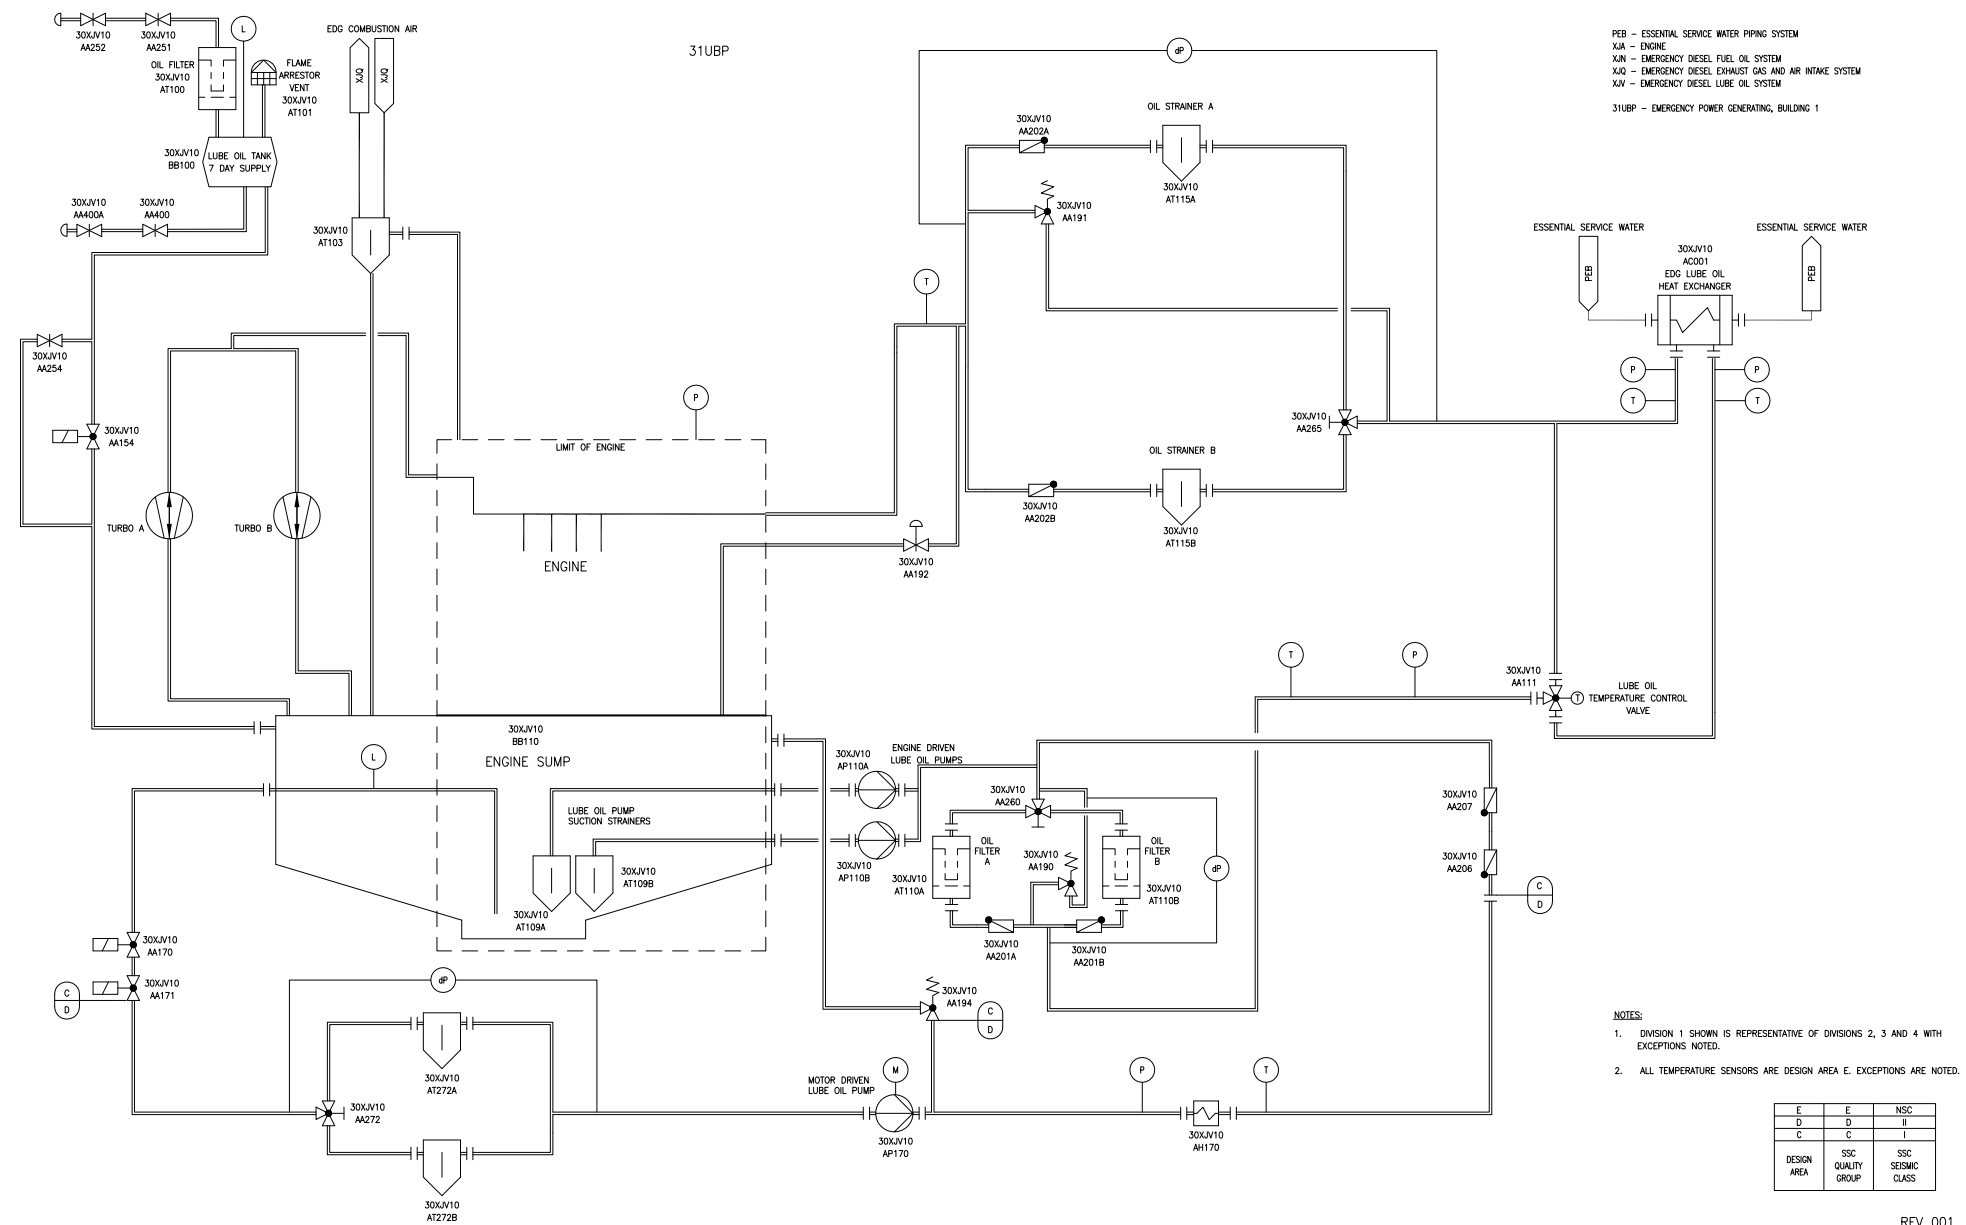 30XJV10
AA252
30XJV10
AA251
L
OIL FILTER
30XJV10
AT100
FLAME
ARRESTOR
VENT
30XJV10
AT101
EDG COMBUSTION AIR
XJQ
XJQ
31UBP
30XJV10
BB100
LUBE OIL TANK
7 DAY SUPPLY
30XJV10
AA400A
30XJV10
AA400
30XJV10
AT103
30XJV10
AA254
30XJV10
AA154
TURBO A
TURBO B
P
LIMIT OF ENGINE
ENGINE
T
dP
OIL STRAINER A
30XJV10
AA202A
30XJV10
AT115A
30XJV10
AA191
30XJV10
AA265
OIL STRAINER B
30XJV10
AA202B
30XJV10
AT115B
30XJV10
AA192
PEB – ESSENTIAL SERVICE WATER PIPING SYSTEM
XJA – ENGINE
XJN – EMERGENCY DIESEL FUEL OIL SYSTEM
XJQ – EMERGENCY DIESEL EXHAUST GAS AND AIR INTAKE SYSTEM
XJV – EMERGENCY DIESEL LUBE OIL SYSTEM
31UBP – EMERGENCY POWER GENERATING, BUILDING 1
ESSENTIAL SERVICE WATER
ESSENTIAL SERVICE WATER
PEB
PEB
30XJV10
AC001
EDG LUBE OIL
HEAT EXCHANGER
P
P
T
T
T
P
30XJV10
AA111
T
LUBE OIL
TEMPERATURE CONTROL
VALVE
30XJV10
BB110
ENGINE SUMP
L
LUBE OIL PUMP
SUCTION STRAINERS
30XJV10
AT109B
30XJV10
AT109A
30XJV10
AP110A
ENGINE DRIVEN
LUBE OIL PUMPS
30XJV10
AP110B
30XJV10
AA260
OIL
FILTER
A
30XJV10
AT110A
30XJV10
AA190
OIL
FILTER
B
30XJV10
AT110B
dP
30XJV10
AA201A
30XJV10
AA201B
30XJV10
AA207
30XJV10
AA206
C
D
30XJV10
AA170
30XJV10
AA171
C
D
dP
30XJV10
AT272A
30XJV10
AA272
30XJV10
AT272B
30XJV10
AA194
C
D
MOTOR DRIVEN
LUBE OIL PUMP
M
30XJV10
AP170
P
T
30XJV10
AH170
NOTES:
1. DIVISION 1 SHOWN IS REPRESENTATIVE OF DIVISIONS 2, 3 AND 4 WITH
EXCEPTIONS NOTED.
2. ALL TEMPERATURE SENSORS ARE DESIGN AREA E. EXCEPTIONS ARE NOTED.
E E NSC
D D II
C C I
DESIGN
AREA
SSC
QUALITY
GROUP
SSC
SEISMIC
CLASS
REV 001